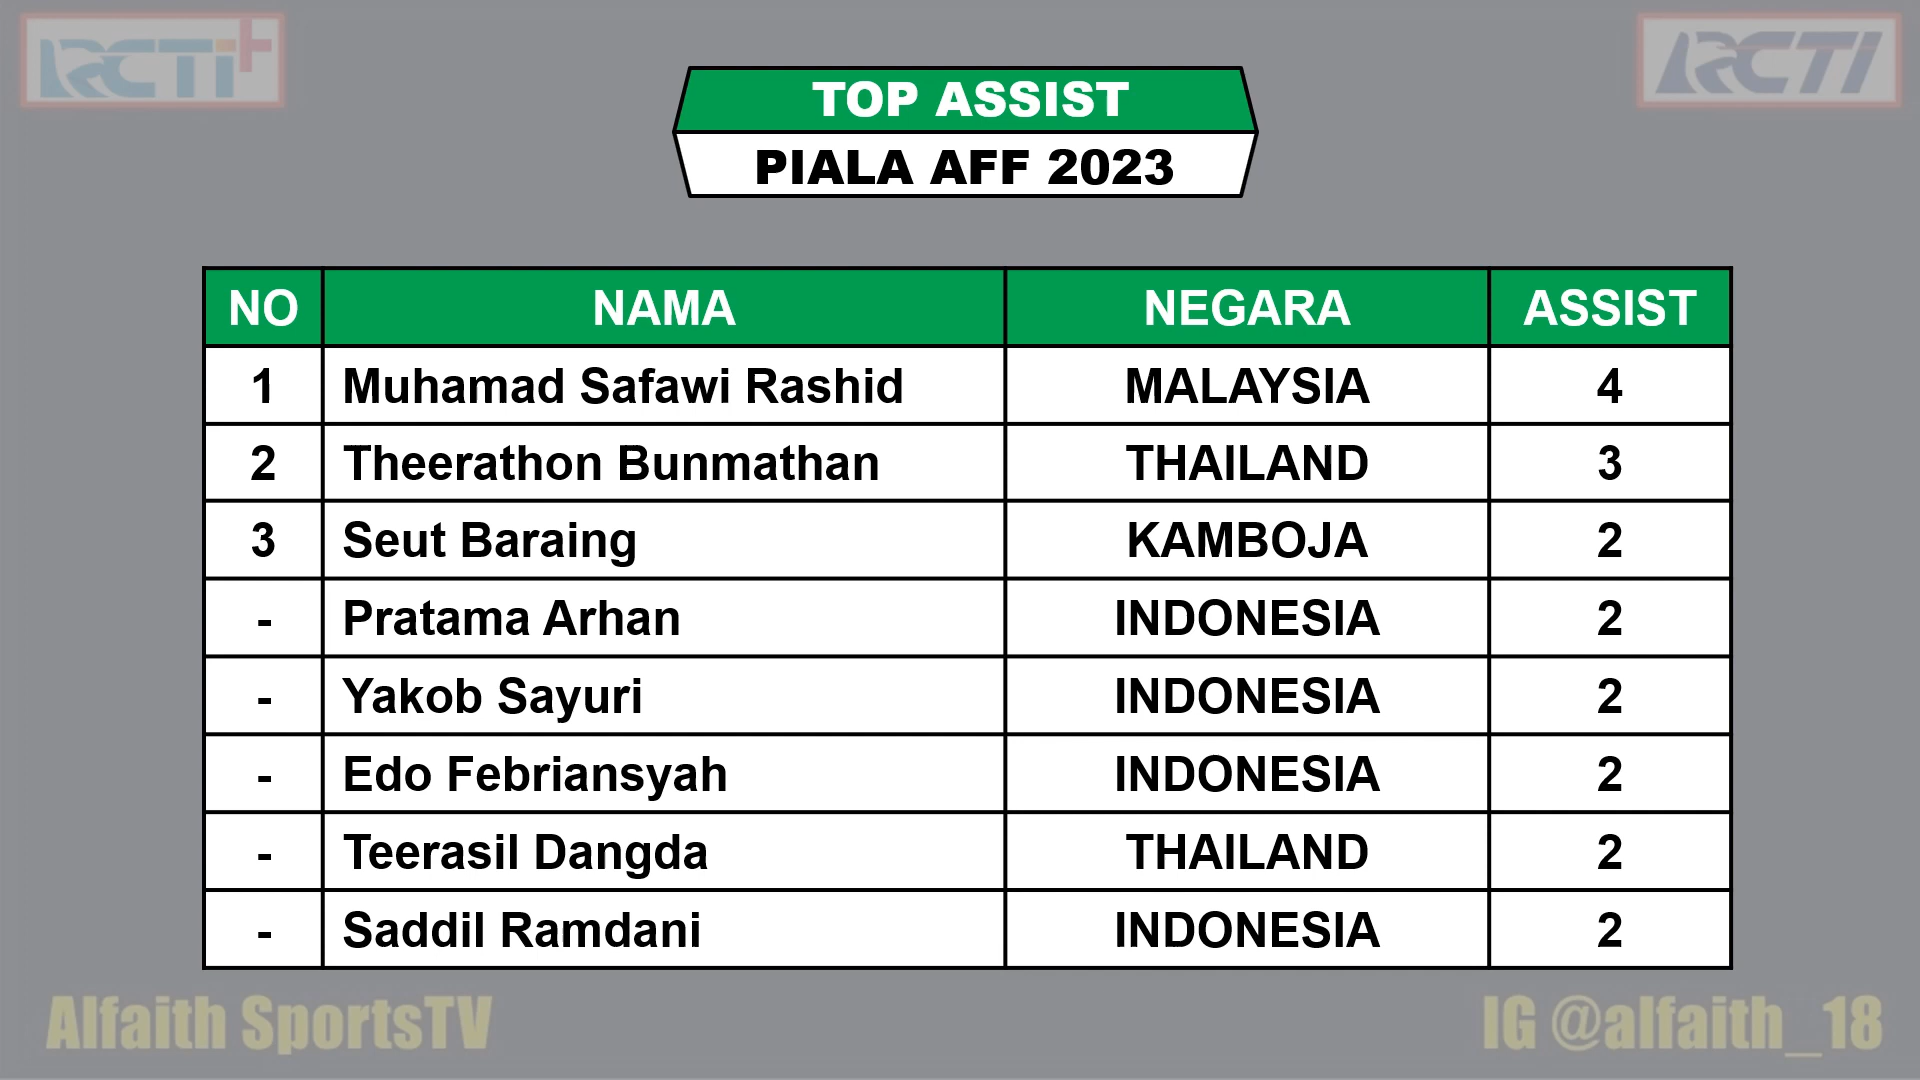 RCTI+
RCTI
TOP ASSIST
PIALA AFF 2023
NO NAMA NEGARA ASSIST
1 Muhamad Safawi Rashid MALAYSIA 4
2 Theerathon Bunmathan THAILAND 3
3 Seut Baraing KAMBOJA 2
- Pratama Arhan INDONESIA 2
- Yakob Sayuri INDONESIA 2
- Edo Febriansyah INDONESIA 2
- Teerasil Dangda THAILAND 2
- Saddil Ramdani INDONESIA 2
Alfaith SportsTV
IG @alfaith_18